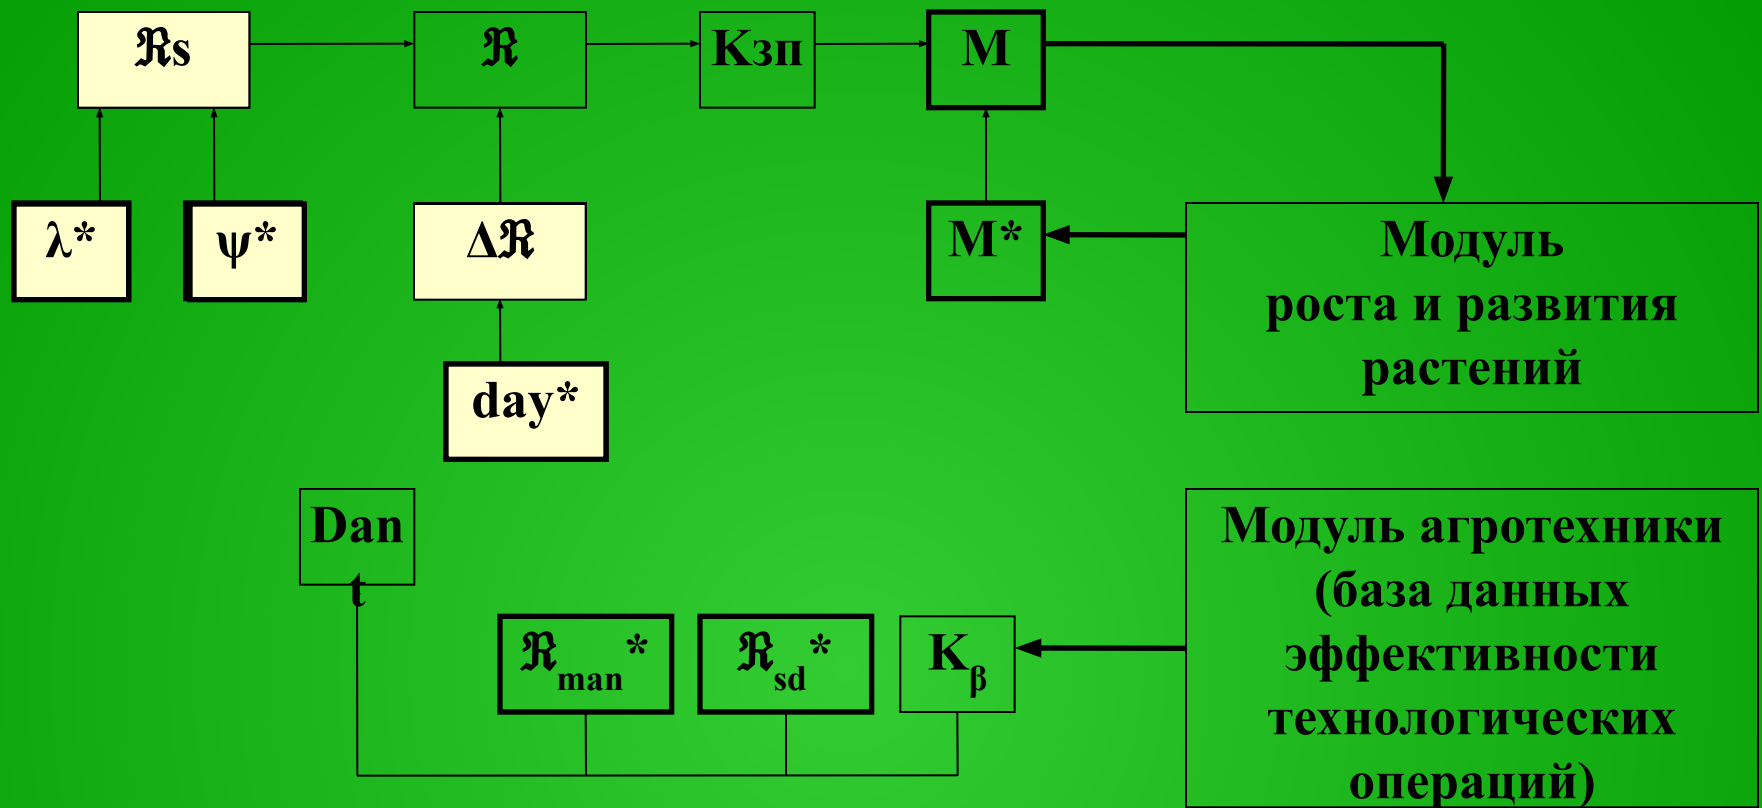 ℜs
ℜ
Kзп
M
λ*
ψ*
Δℜ
M*
Модуль
роста и развития
растений
day*
Dan
t
ℜman*
ℜsd*
Kβ
Модуль агротехники
(база данных
эффективности
технологических
операций)